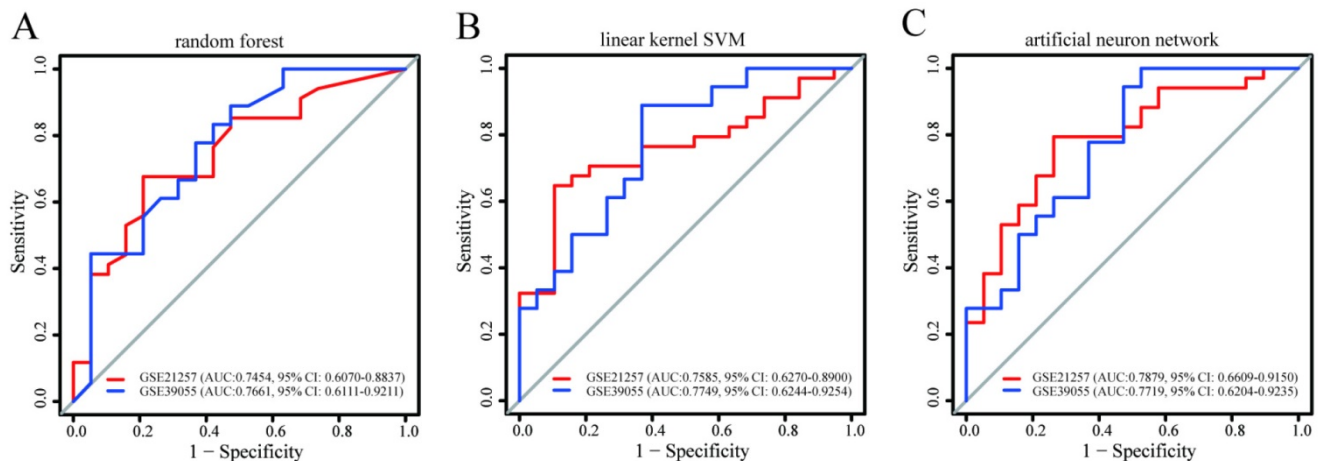 A
random forest
Sensitivity
1.0
0.8
0.6
0.4
0.2
0.0
GSE21257 (AUC:0.7454, 95% CI: 0.6070-0.8837)
GSE39055 (AUC:0.7661, 95% CI: 0.6111-0.9211)
0.0 0.2 0.4 0.6 0.8 1.0
1 − Specificity
B
linear kernel SVM
Sensitivity
1.0
0.8
0.6
0.4
0.2
0.0
GSE21257 (AUC:0.7585, 95% CI: 0.6270-0.8900)
GSE39055 (AUC:0.7749, 95% CI: 0.6244-0.9254)
0.0 0.2 0.4 0.6 0.8 1.0
1 − Specificity
C
artificial neuron network
Sensitivity
1.0
0.8
0.6
0.4
0.2
0.0
GSE21257 (AUC:0.7879, 95% CI: 0.6609-0.9150)
GSE39055 (AUC:0.7719, 95% CI: 0.6204-0.9235)
0.0 0.2 0.4 0.6 0.8 1.0
1 − Specificity